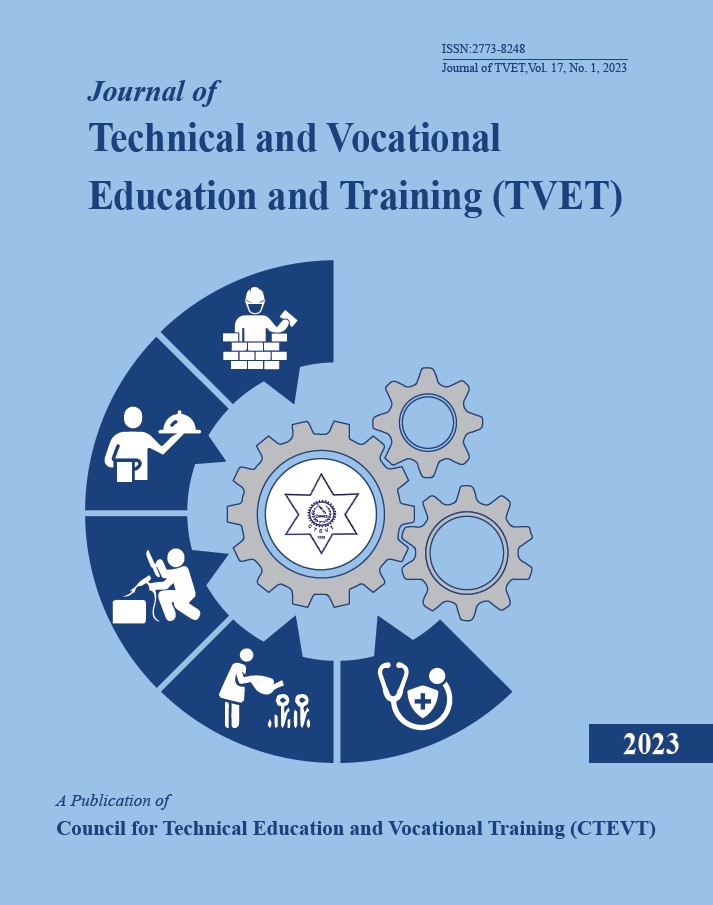 ISSN:2773-8248
Journal of TVET,Vol. 17, No. 1, 2023
Journal of
Technical and Vocational
Education and Training (TVET)
CTEVT
2023
A Publication of
Council for Technical Education and Vocational Training (CTEVT)